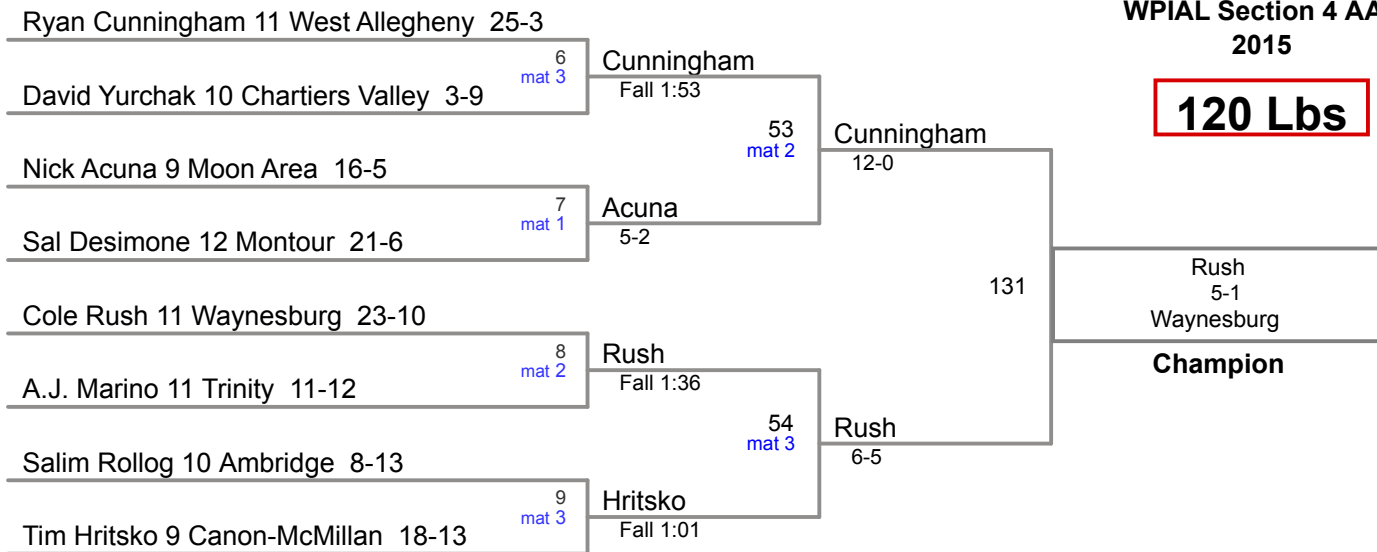 Ryan Cunningham 11 West Allegheny 25-3
6
mat 3
David Yurchak 10 Chartiers Valley 3-9
Cunningham
Fall 1:53
Nick Acuna 9 Moon Area 16-5
7
mat 1
Sal Desimone 12 Montour 21-6
Acuna
5-2
53
mat 2
Cunningham
12-0
Cole Rush 11 Waynesburg 23-10
8
mat 2
A.J. Marino 11 Trinity 11-12
Rush
Fall 1:36
Salim Rollog 10 Ambridge 8-13
9
mat 3
Tim Hritsko 9 Canon-McMillan 18-13
Hritsko
Fall 1:01
54
mat 3
Rush
6-5
131
WPIAL Section 4 AA
2015
120 Lbs
Rush
5-1
Waynesburg
Champion